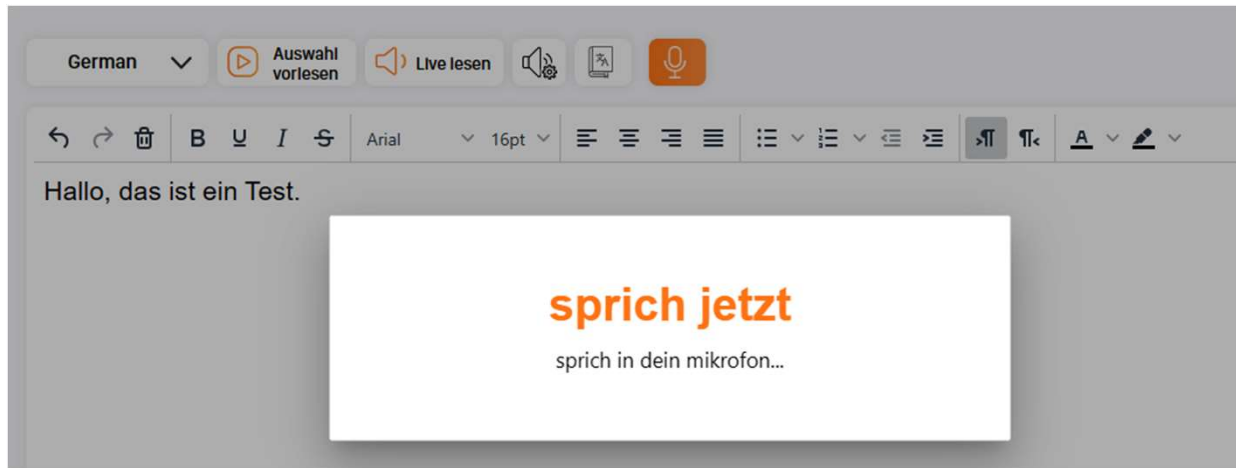 German
Auswahl
vorlesen
Live lesen
B U I S Arial 16pt A
Hallo, das ist ein Test.
sprich jetzt
sprich in dein mikrofon...